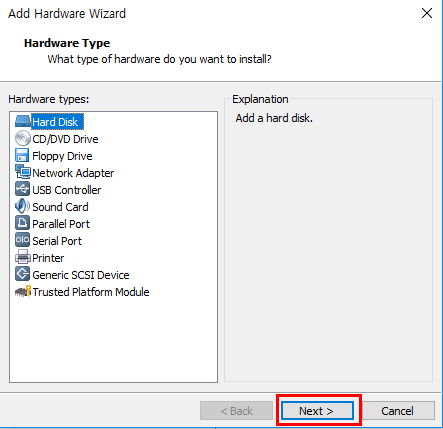 Add Hardware Wizard
Hardware Type
What type of hardware do you want to install?
Hardware types:
Hard Disk
CD/DVD Drive
Floppy Drive
Network Adapter
USB Controller
Sound Card
Parallel Port
Serial Port
Printer
Generic SCSI Device
Trusted Platform Module
Explanation
Add a hard disk.
< Back
Next >
Cancel